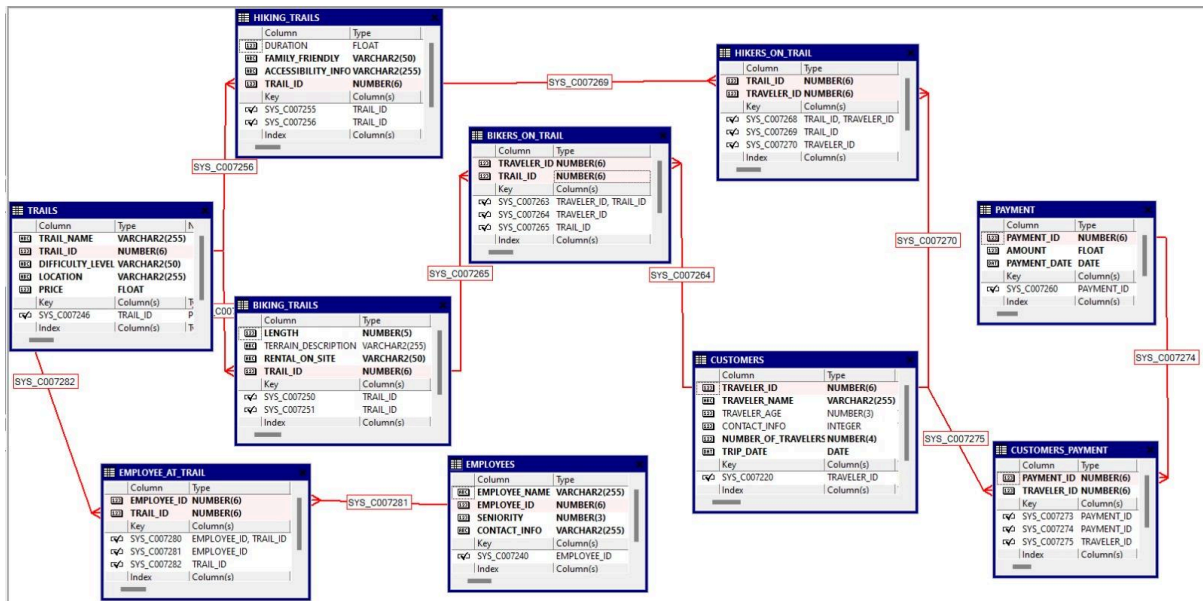 HIKING_TRAILS
Column Type
DURATION FLOAT
FAMILY_FRIENDLY VARCHAR2(50)
ACCESSIBILITY_INFO VARCHAR2(255)
TRAIL_ID NUMBER(6)
Key Column(s)
SYS_C007255 TRAIL_ID
SYS_C007256 TRAIL_ID
Index Column(s)
SYS_C007269
HIKERS_ON_TRAIL
Column Type
TRAIL_ID NUMBER(6)
TRAVELER_ID NUMBER(6)
Key Column(s)
SYS_C007268 TRAIL_ID, TRAVELER_ID
SYS_C007269 TRAIL_ID
SYS_C007270 TRAVELER_ID
Index Column(s)
BIKERS_ON_TRAIL
Column Type
TRAVELER_ID NUMBER(6)
TRAIL_ID NUMBER(6)
Key Column(s)
SYS_C007263 TRAVELER_ID, TRAIL_ID
SYS_C007264 TRAVELER_ID
SYS_C007265 TRAIL_ID
Index Column(s)
SYS_C007256
TRAILS
Column Type N
TRAIL_NAME VARCHAR2(255)
TRAIL_ID NUMBER(6)
DIFFICULTY_LEVEL VARCHAR2(50)
LOCATION VARCHAR2(255)
PRICE FLOAT
Key Column(s)
SYS_C007246 TRAIL_ID P
Index Column(s)
PAYMENT
Column Type
PAYMENT_ID NUMBER(6)
AMOUNT FLOAT
PAYMENT_DATE DATE
Key Column(s)
SYS_C007260 PAYMENT_ID
Index Column(s)
SYS_C007270
SYS_C007265
SYS_C007264
BIKING_TRAILS
Column Type
LENGTH NUMBER(5)
TERRAIN_DESCRIPTION VARCHAR2(255)
RENTAL_ON_SITE VARCHAR2(50)
TRAIL_ID NUMBER(6)
Key Column(s)
SYS_C007250 TRAIL_ID
SYS_C007251 TRAIL_ID
Index Column(s)
SYS_C007274
SYS_C007282
CUSTOMERS
Column Type
TRAVELER_ID NUMBER(6)
TRAVELER_NAME VARCHAR2(255)
TRAVELER_AGE NUMBER(3)
CONTACT_INFO INTEGER
NUMBER_OF_TRAVELERS NUMBER(4)
TRIP_DATE DATE
Key Column(s)
SYS_C007220 TRAVELER_ID
Index Column(s)
SYS_C007275
CUSTOMERS_PAYMENT
Column Type
PAYMENT_ID NUMBER(6)
TRAVELER_ID NUMBER(6)
Key Column(s)
SYS_C007273 PAYMENT_ID
SYS_C007274 PAYMENT_ID
SYS_C007275 TRAVELER_ID
Index Column(s)
EMPLOYEE_AT_TRAIL
Column Type
EMPLOYEE_ID NUMBER(6)
TRAIL_ID NUMBER(6)
Key Column(s)
SYS_C007280 EMPLOYEE_ID, TRAIL_ID
SYS_C007281 EMPLOYEE_ID
SYS_C007282 TRAIL_ID
Index Column(s)
SYS_C007281
EMPLOYEES
Column Type
EMPLOYEE_NAME VARCHAR2(255)
EMPLOYEE_ID NUMBER(6)
SENIORITY NUMBER(3)
CONTACT_INFO VARCHAR2(255)
Key Column(s)
SYS_C007240 EMPLOYEE_ID
Index Column(s)